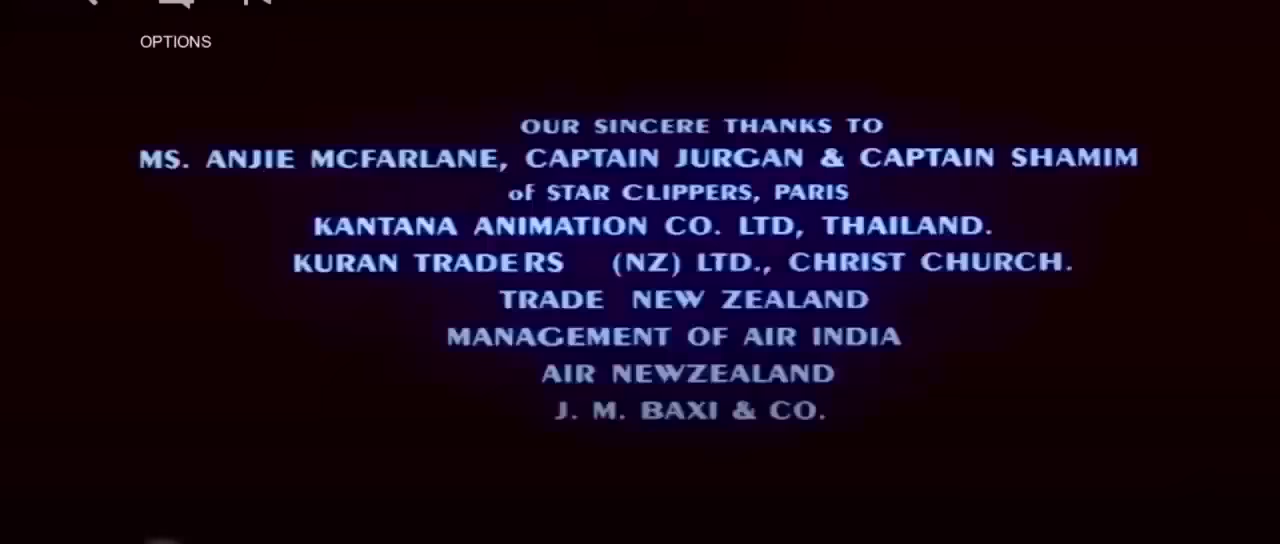 OPTIONS
OUR SINCERE THANKS TO
MS. ANJIE MCFARLANE, CAPTAIN JURGAN & CAPTAIN SHAMIM
of STAR CLIPPERS, PARIS
KANTANA ANIMATION CO. LTD, THAILAND.
KURAN TRADERS (NZ) LTD., CHRIST CHURCH.
TRADE NEW ZEALAND
MANAGEMENT OF AIR INDIA
AIR NEWZEALAND
J. M. BAXI & CO.